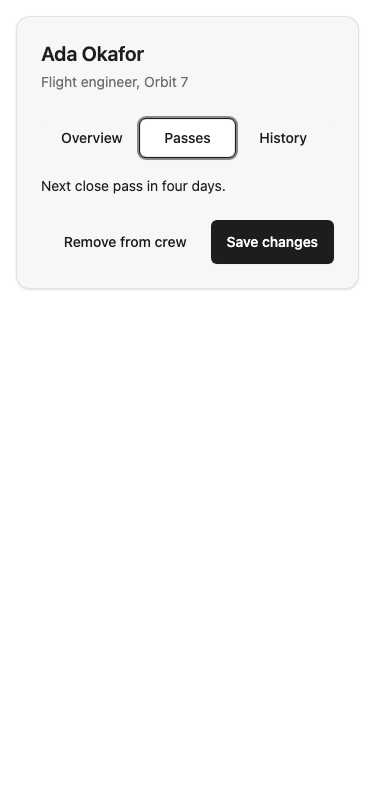 Ada Okafor
Flight engineer, Orbit 7
Overview Passes History
Next close pass in four days.
Remove from crew Save changes